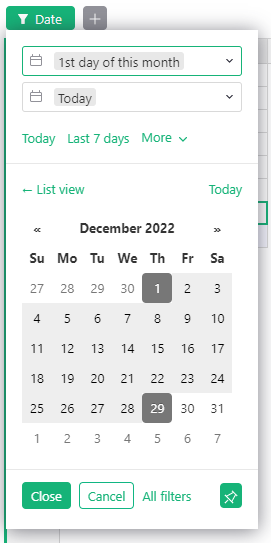 Date +
1st day of this month
Today
Today Last 7 days More
← List view Today
« December 2022 »
Su Mo Tu We Th Fr Sa
27 28 29 30 1 2 3
4 5 6 7 8 9 10
11 12 13 14 15 16 17
18 19 20 21 22 23 24
25 26 27 28 29 30 31
1 2 3 4 5 6 7
Close Cancel All filters